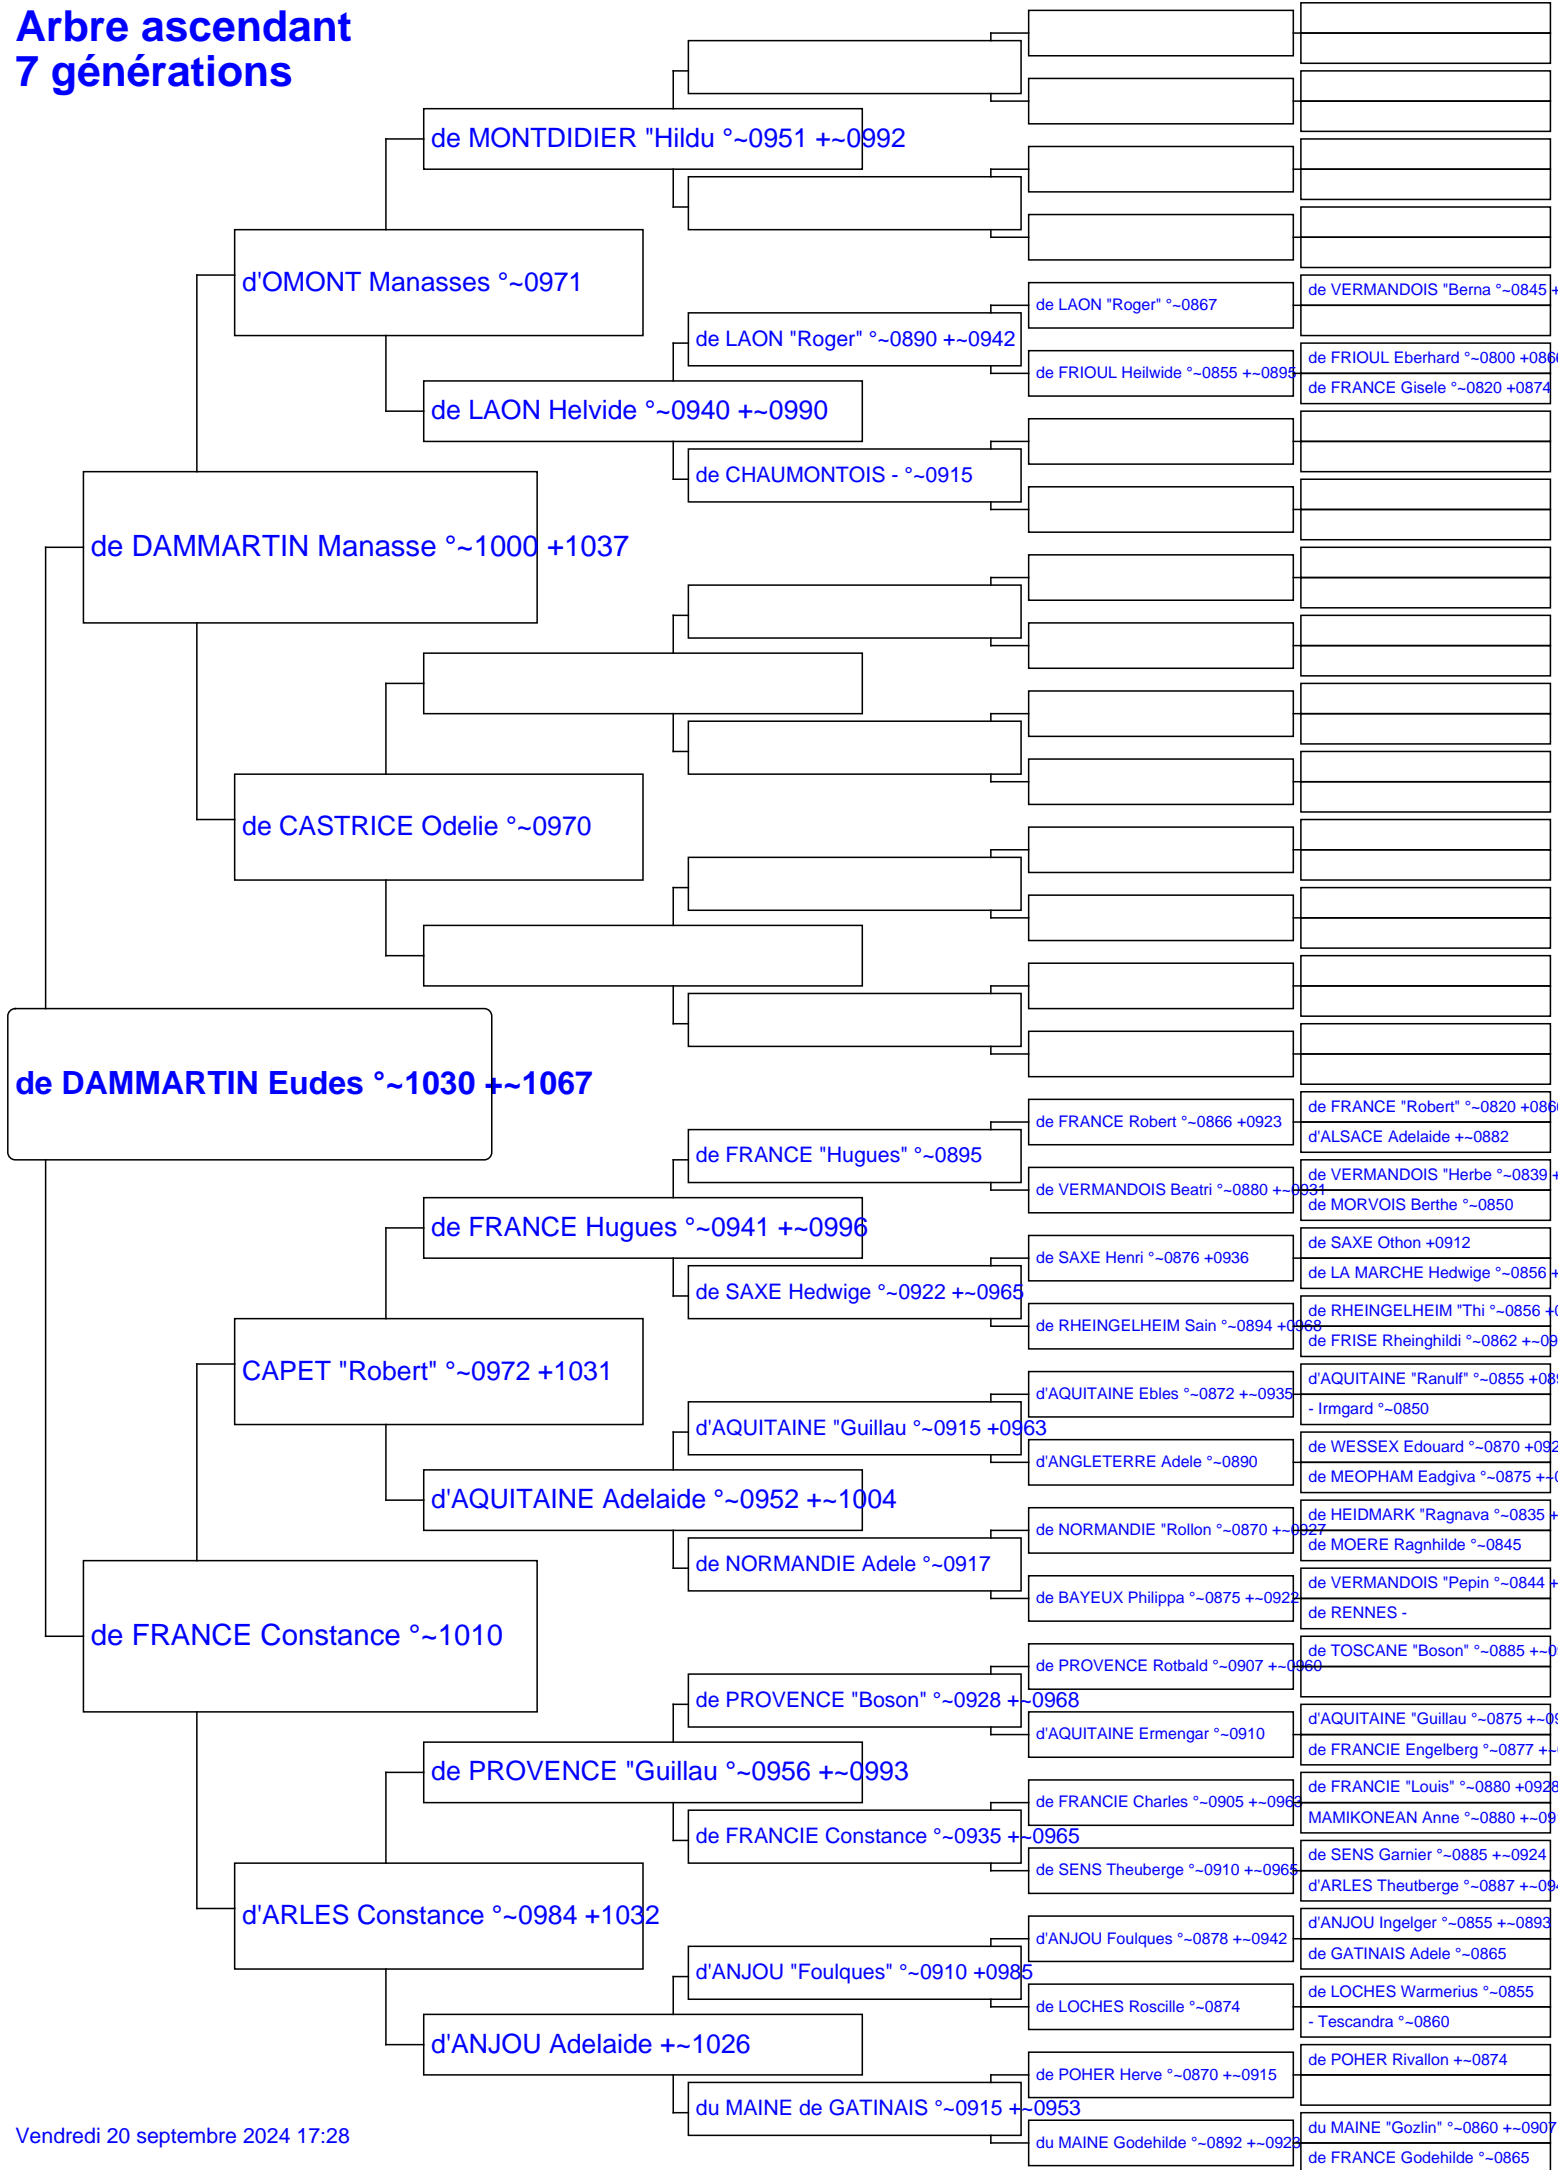 Arbre ascendant
7 générations
de MONTDIDIER "Hildu °~0951 +~0992
d'OMONT Manasses °~0971
de VERMANDOIS "Berna °~0845 +
de LAON "Roger" °~0867
de LAON "Roger" °~0890 +~0942
de FRIOUL Eberhard °~0800 +0866
de FRIOUL Heilwide °~0855 +~0895
de FRANCE Gisele °~0820 +0874
de LAON Helvide °~0940 +~0990
de CHAUMONTOIS - °~0915
de DAMMARTIN Manasse °~1000 +1037
de CASTRICE Odelie °~0970
de DAMMARTIN Eudes °~1030 +~1067
de FRANCE "Robert" °~0820 +0866
de FRANCE Robert °~0866 +0923
d'ALSACE Adelaide +~0882
de FRANCE "Hugues" °~0895
de VERMANDOIS "Herbe °~0839 +
de VERMANDOIS Beatri °~0880 +~0931
de MORVOIS Berthe °~0850
de FRANCE Hugues °~0941 +~0996
de SAXE Othon +0912
de SAXE Henri °~0876 +0936
de LA MARCHE Hedwige °~0856 +
de SAXE Hedwige °~0922 +~0965
de RHEINGELHEIM "Thi °~0856 +0
de RHEINGELHEIM Sain °~0894 +0968
de FRISE Rheinghildi °~0862 +~09
CAPET "Robert" °~0972 +1031
d'AQUITAINE "Ranulf" °~0855 +089
d'AQUITAINE Ebles °~0872 +~0935
- Irmgard °~0850
d'AQUITAINE "Guillau °~0915 +0963
de WESSEX Edouard °~0870 +092
d'ANGLETERRE Adele °~0890
de MEOPHAM Eadgiva °~0875 +~0
d'AQUITAINE Adelaide °~0952 +~1004
de HEIDMARK "Ragnava °~0835 +
de NORMANDIE "Rollon °~0870 +~0927
de MOERE Ragnhilde °~0845
de NORMANDIE Adele °~0917
de VERMANDOIS "Pepin °~0844 +
de BAYEUX Philippa °~0875 +~0922
de RENNES -
de FRANCE Constance °~1010
de TOSCANE "Boson" °~0885 +~09
de PROVENCE Rotbald °~0907 +~0960
de PROVENCE "Boson" °~0928 +~0968
d'AQUITAINE "Guillau °~0875 +~09
d'AQUITAINE Ermengar °~0910
de FRANCIE Engelberg °~0877 +~
de PROVENCE "Guillau °~0956 +~0993
de FRANCIE "Louis" °~0880 +0928
de FRANCIE Charles °~0905 +~0963
MAMIKONEAN Anne °~0880 +~09
de FRANCIE Constance °~0935 +~0965
de SENS Garnier °~0885 +~0924
de SENS Theuberge °~0910 +~0965
d'ARLES Theutberge °~0887 +~094
d'ARLES Constance °~0984 +1032
d'ANJOU Ingelger °~0855 +~0893
d'ANJOU Foulques °~0878 +~0942
de GATINAIS Adele °~0865
d'ANJOU "Foulques" °~0910 +0985
de LOCHES Warmerius °~0855
de LOCHES Roscille °~0874
- Tescandra °~0860
d'ANJOU Adelaide +~1026
de POHER Rivallon +~0874
de POHER Herve °~0870 +~0915
du MAINE de GATINAIS °~0915 +~0953
du MAINE "Gozlin" °~0860 +~0907
du MAINE Godehilde °~0892 +~0923
de FRANCE Godehilde °~0865
Vendredi 20 septembre 2024 17:28